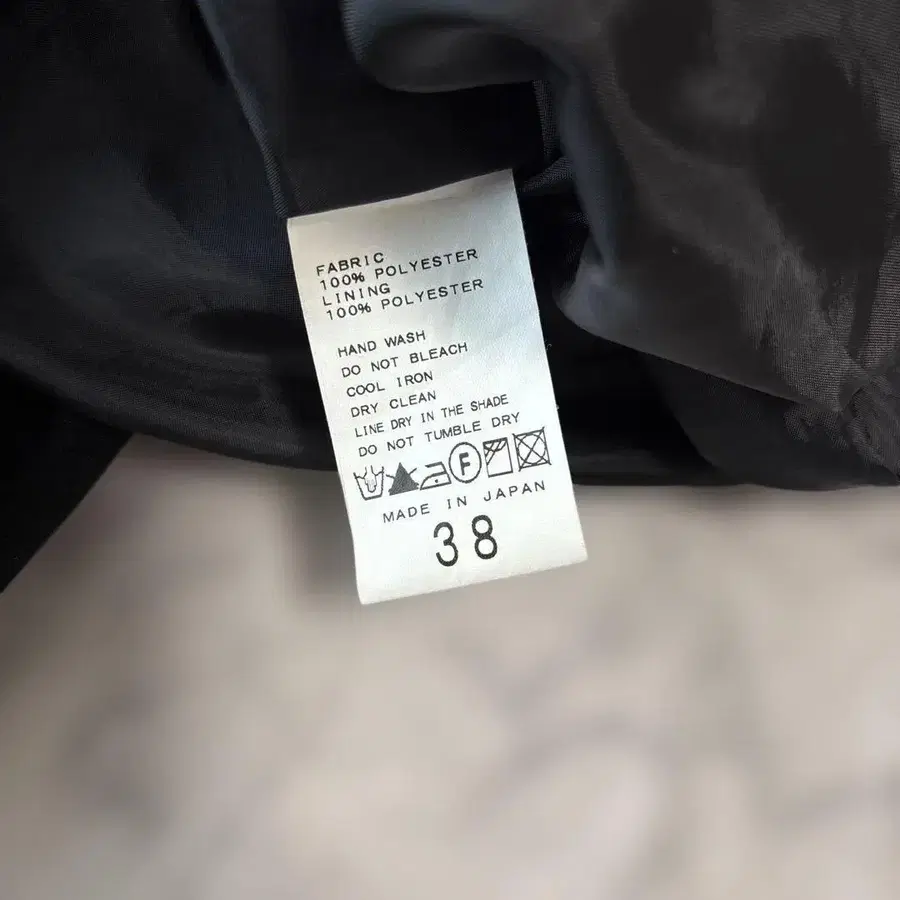 FABRIC
100% POLYESTER
LINING
100% POLYESTER
HAND WASH
DO NOT BLEACH
COOL IRON
DRY CLEAN
LINE DRY IN THE SHADE
DO NOT TUMBLE DRY
F
MADE IN JAPAN
38